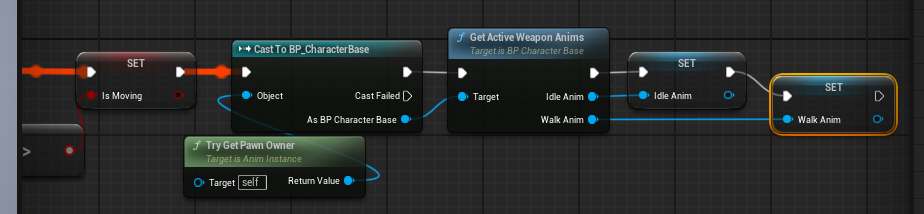 SET
Is Moving
Cast To BP_CharacterBase
Object
Cast Failed
As BP Character Base
f Get Active Weapon Anims
Target is BP Character Base
Target
Idle Anim
Walk Anim
SET
Idle Anim
SET
Walk Anim
>
f Try Get Pawn Owner
Target is Anim Instance
Target self
Return Value